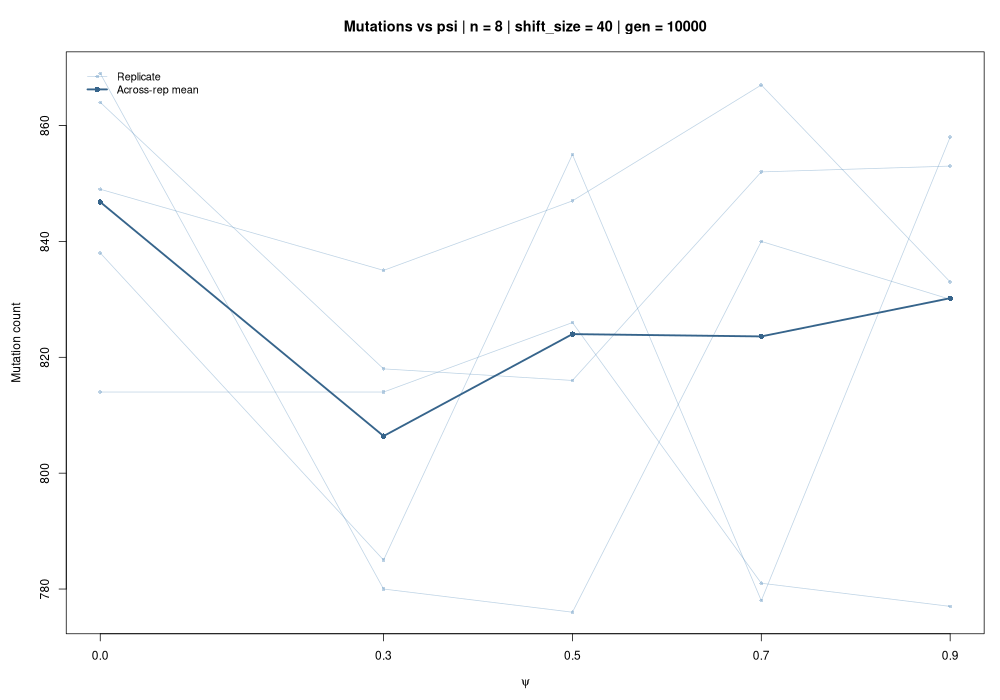 Mutations vs psi | n = 8 | shift_size = 40 | gen = 10000
Replicate
Across-rep mean
Mutation count
860
840
820
800
780
0.0 0.3 0.5 0.7 0.9
ψ